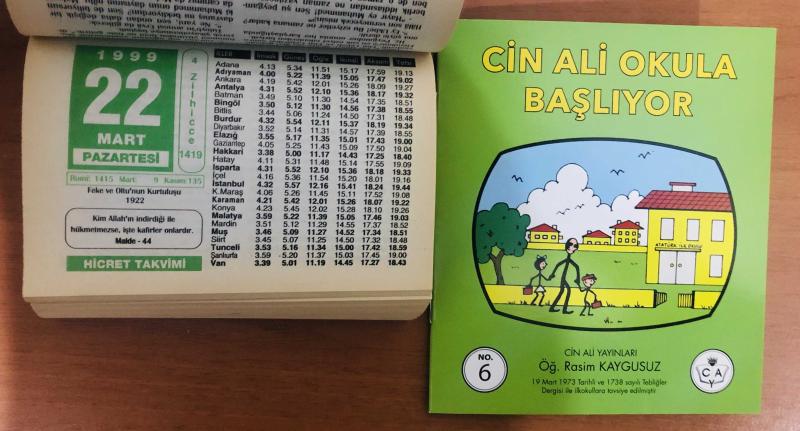 1999
22
MART
PAZARTESİ
4 Zilhicce 1419
Rumi: 1415 Mart: 9 Kasım: 135
Feke ve Oltu'nun Kurtuluşu
1922
Kim Allah'ın indirdiği ile
hükmetmezse, işte kafirler onlardır.
Maide - 44
HİCRET TAKVİMİ
İLLER İmsak Güneş Öğle İkindi Akşam Yatsı
Adana 4.13 5.34 11.51 15.17 17.59 19.13
Adıyaman 4.00 5.22 11.39 15.05 17.47 19.02
Ankara 4.19 5.42 12.01 15.26 18.09 19.27
Antalya 4.31 5.52 12.10 15.36 18.17 19.32
Batman 3.49 5.10 11.30 14.54 17.35 18.51
Bingöl 3.50 5.12 11.30 14.56 17.38 18.55
Bitlis 3.44 5.06 11.24 14.50 17.31 18.48
Burdur 4.32 5.54 12.11 15.37 18.19 19.34
Diyarbakır 3.52 5.14 11.31 14.57 17.39 18.55
Elazığ 3.55 5.17 11.35 15.01 17.43 19.00
Gaziantep 4.05 5.25 11.43 15.09 17.50 19.04
Hakkari 3.38 5.00 11.17 14.43 17.25 18.40
Hatay 4.11 5.31 11.48 15.14 17.55 19.09
Isparta 4.31 5.52 12.10 15.36 18.18 19.33
İçel 4.16 5.36 11.54 15.20 18.01 19.16
İstanbul 4.32 5.57 12.16 15.41 18.24 19.44
K.Maraş 4.06 5.26 11.45 15.11 17.52 19.08
Karaman 4.21 5.42 12.01 15.26 18.07 19.22
Konya 4.23 5.45 12.02 15.28 18.10 19.26
Malatya 3.59 5.22 11.39 15.05 17.46 19.03
Mardin 3.51 5.12 11.29 14.55 17.37 18.52
Muş 3.46 5.09 11.27 14.52 17.34 18.51
Siirt 3.45 5.07 11.25 14.50 17.32 18.48
Tunceli 3.53 5.16 11.34 15.00 17.42 18.59
Şanlıurfa 3.59 5.20 11.37 15.03 17.45 19.00
Van 3.39 5.01 11.19 14.45 17.27 18.43
CİN ALİ OKULA
BAŞLIYOR
ATATÜRK İLK OKULU
CİN ALİ YAYINLARI
Öğ. Rasim KAYGUSUZ
19 Mart 1973 Tarihli ve 1738 sayılı Tebliğler
Dergisi ile ilkokullara tavsiye edilmiştir.
NO.
6
C A
Y